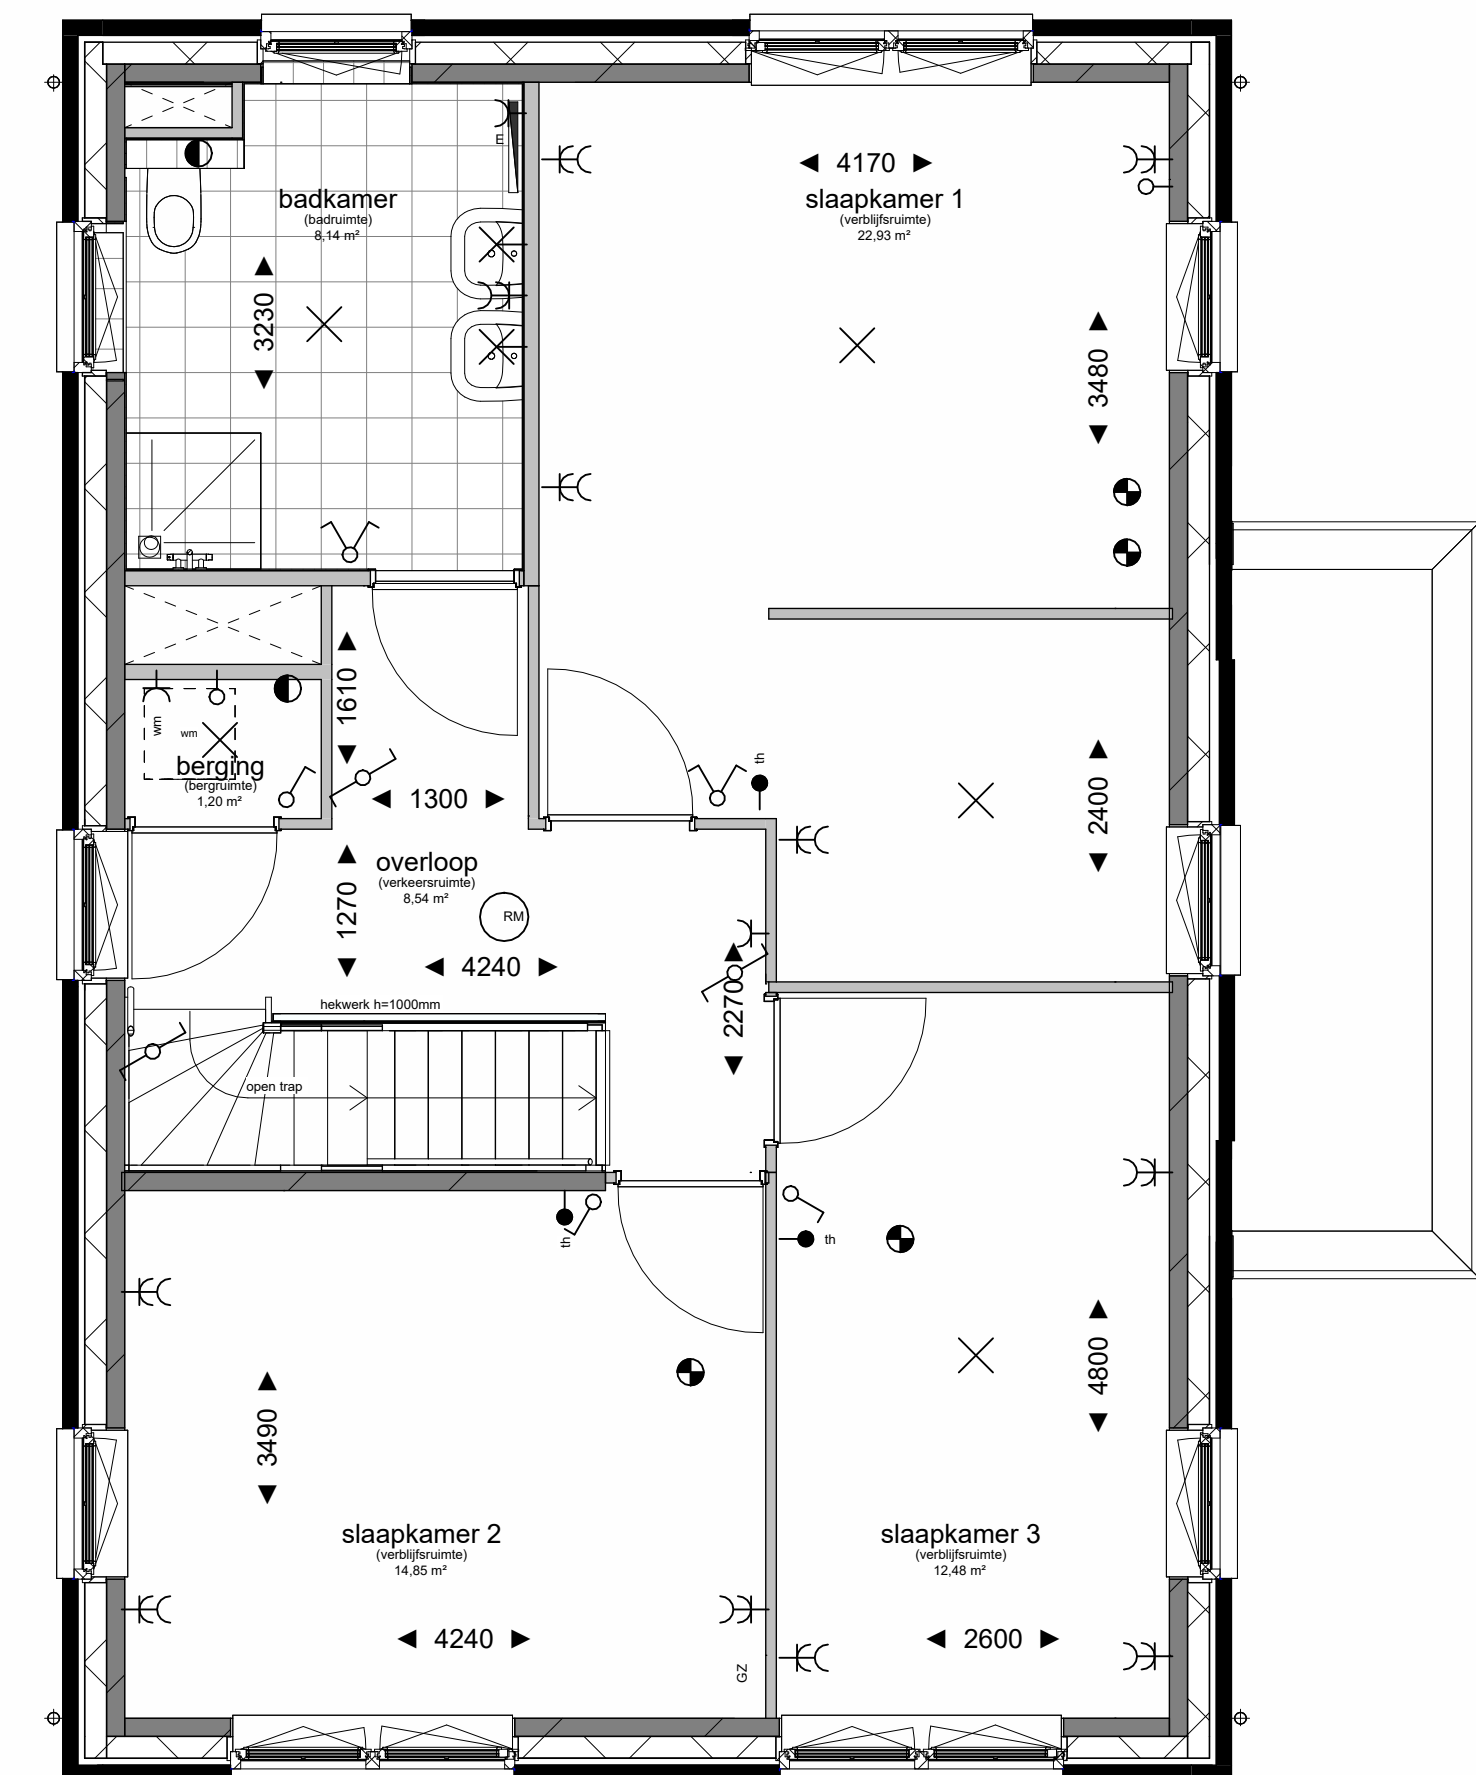 E
badkamer
(badruimte)
8,14 m²
3230
4170
slaapkamer 1
(verblijfsruimte)
22,93 m²
3480
1610
wm
wm
berging
(bergruimte)
1,20 m²
1300
th
2400
overloop
(verkeersruimte)
8,54 m²
1270
RM
4240
2270
hekwerk h=1000mm
open trap
th
th
3490
4800
slaapkamer 2
(verblijfsruimte)
14,85 m²
slaapkamer 3
(verblijfsruimte)
12,48 m²
4240
2600
GZ